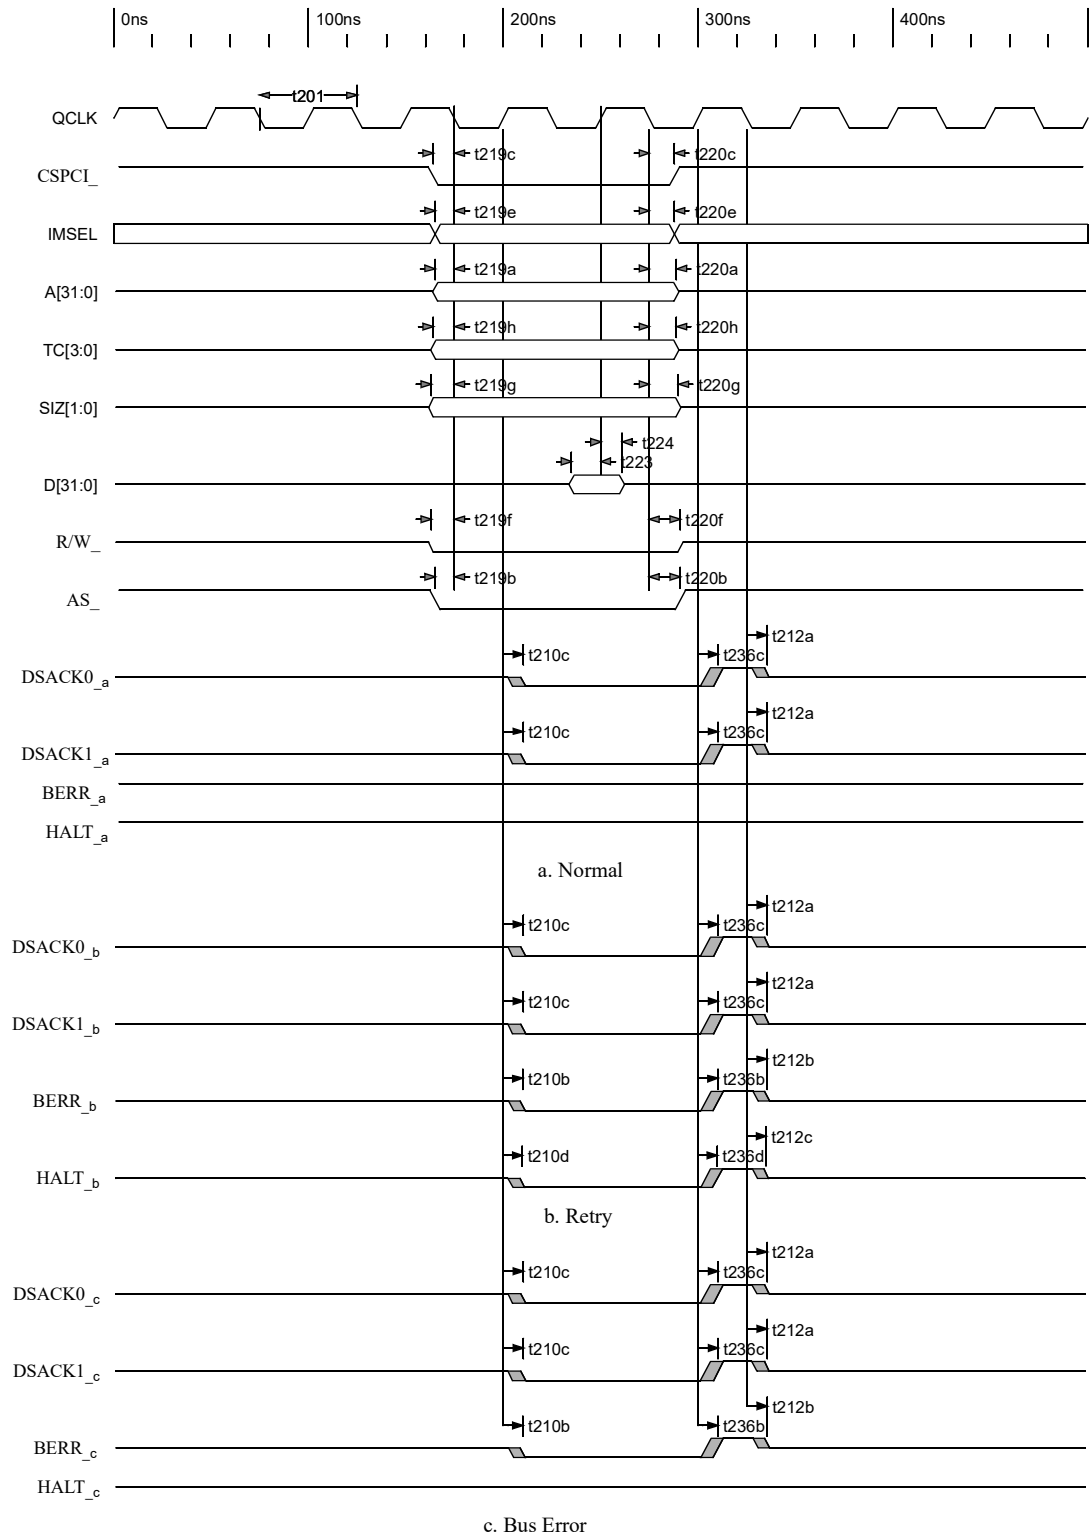 0ns 100ns 200ns 300ns 400ns
t201
QCLK
t219c t220c
CSPCI_
t219e t220e
IMSEL
t219a t220a
A[31:0]
t219h t220h
TC[3:0]
t219g t220g
SIZ[1:0]
t224
t223
D[31:0]
t219f t220f
R/W_
t219b t220b
AS_
t212a
t210c t236c
DSACK0_a
t212a
t210c t236c
DSACK1_a
BERR_a
HALT_a
a. Normal
t212a
t210c t236c
DSACK0_b
t212a
t210c t236c
DSACK1_b
t212b
t210b t236b
BERR_b
t212c
t210d t236d
HALT_b
b. Retry
t212a
t210c t236c
DSACK0_c
t212a
t210c t236c
DSACK1_c
t212b
t210b t236b
BERR_c
HALT_c
c. Bus Error